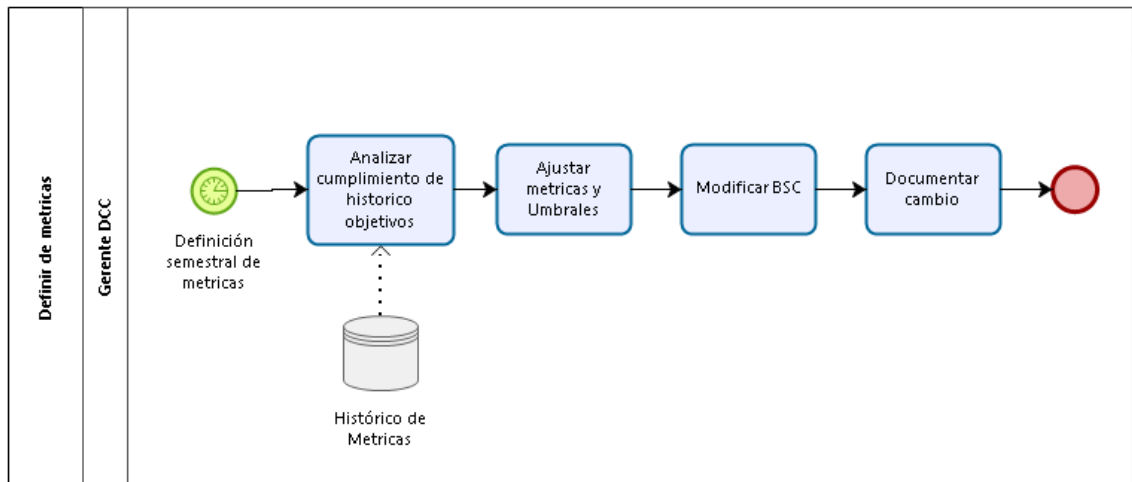 Definir de metricas
Gerente DCC
Definición
semestral de
metricas
Analizar
cumplimiento de
historico
objetivos
Ajustar
metricas y
Umbrales
Modificar BSC
Documentar
cambio
Histórico de
Metricas